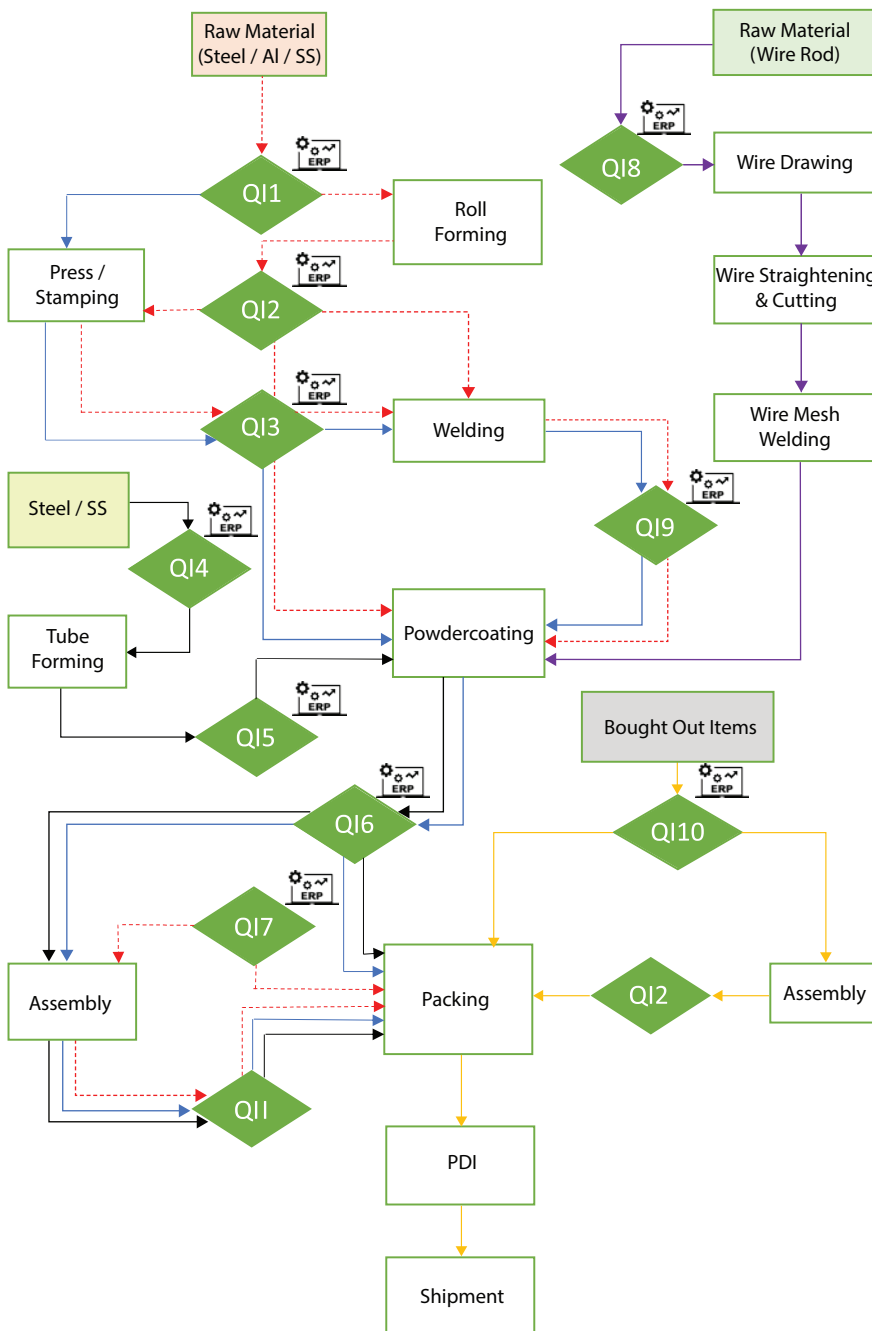 Raw Material
(Steel / Al / SS)
Raw Material
(Wire Rod)
ERP
QI1
ERP
QI8
Wire Drawing
Roll
Forming
Press /
Stamping
ERP
QI2
Wire Straightening
& Cutting
ERP
QI3
Welding
Wire Mesh
Welding
Steel / SS
ERP
QI4
ERP
QI9
Tube
Forming
Powdercoating
ERP
QI5
Bought Out Items
ERP
QI6
ERP
QI10
ERP
QI7
Assembly
Packing
QI2
Assembly
QII
PDI
Shipment